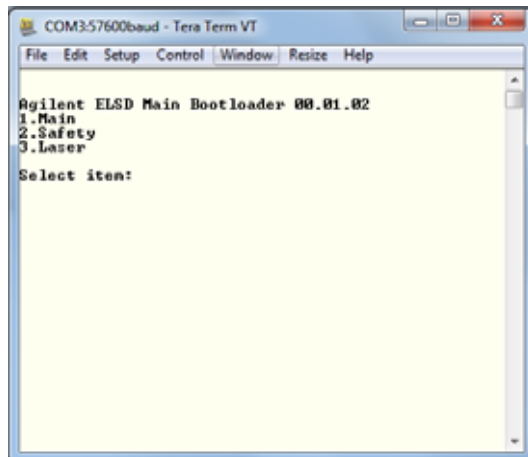 COM3:57600baud - Tera Term VT
File Edit Setup Control Window Resize Help
Agilent ELSD Main Bootloader 00.01.02
1.Main
2.Safety
3.Laser
Select item: